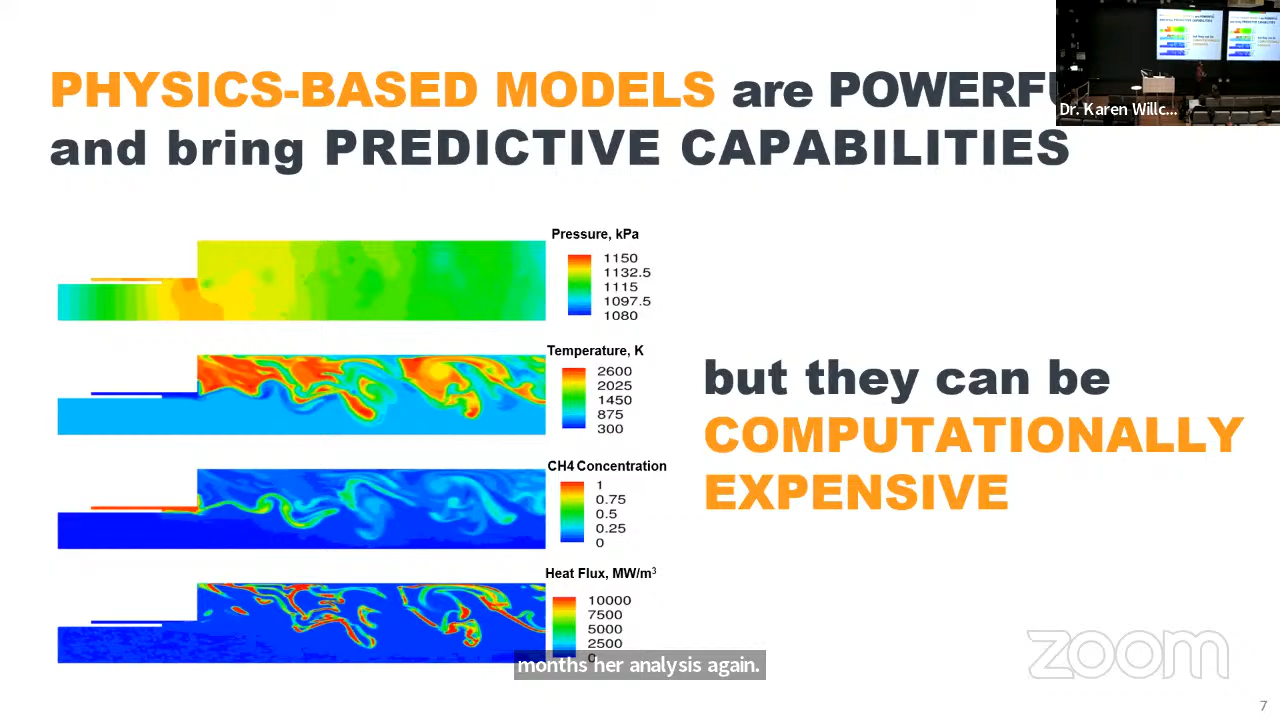 PHYSICS-BASED MODELS are POWERFU
and bring PREDICTIVE CAPABILITIES
Dr. Karen Willc...
Pressure, kPa
1150
1132.5
1115
1097.5
1080
Temperature, K
2600
2025
1450
875
300
but they can be
COMPUTATIONALLY
EXPENSIVE
CH4 Concentration
1
0.75
0.5
0.25
0
Heat Flux, MW/m³
10000
7500
5000
2500
0
months her analysis again.
zoom
7